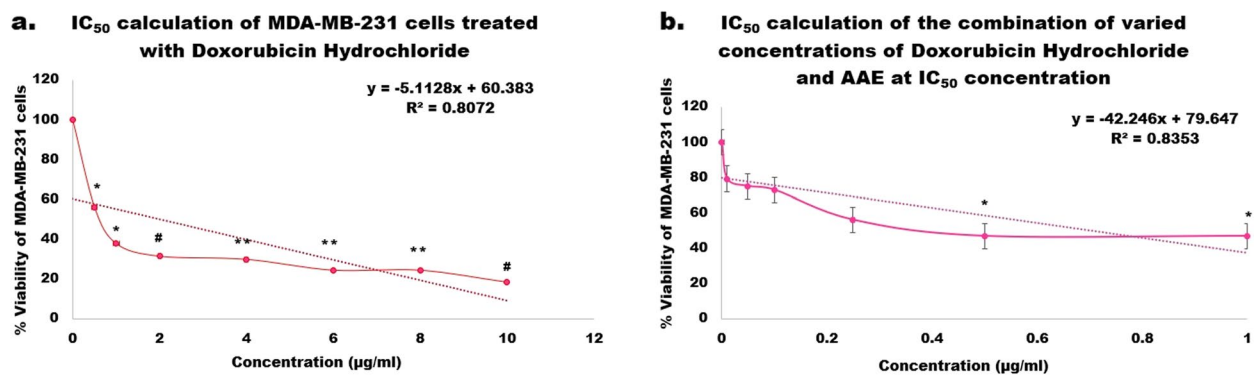 a.
IC₅₀ calculation of MDA-MB-231 cells treated
with Doxorubicin Hydrochloride
y = -5.1128x + 60.383
R² = 0.8072
% Viability of MDA-MB-231 cells
120
100
80
60
40
20
0
*
*
#
**
**
**
#
0 2 4 6 8 10 12
Concentration (µg/ml)
b.
IC₅₀ calculation of the combination of varied
concentrations of Doxorubicin Hydrochloride
and AAE at IC₅₀ concentration
y = -42.246x + 79.647
R² = 0.8353
% Viability of MDA-MB-231 cells
120
100
80
60
40
20
0
*
*
0 0.2 0.4 0.6 0.8 1
Concentration (µg/ml)